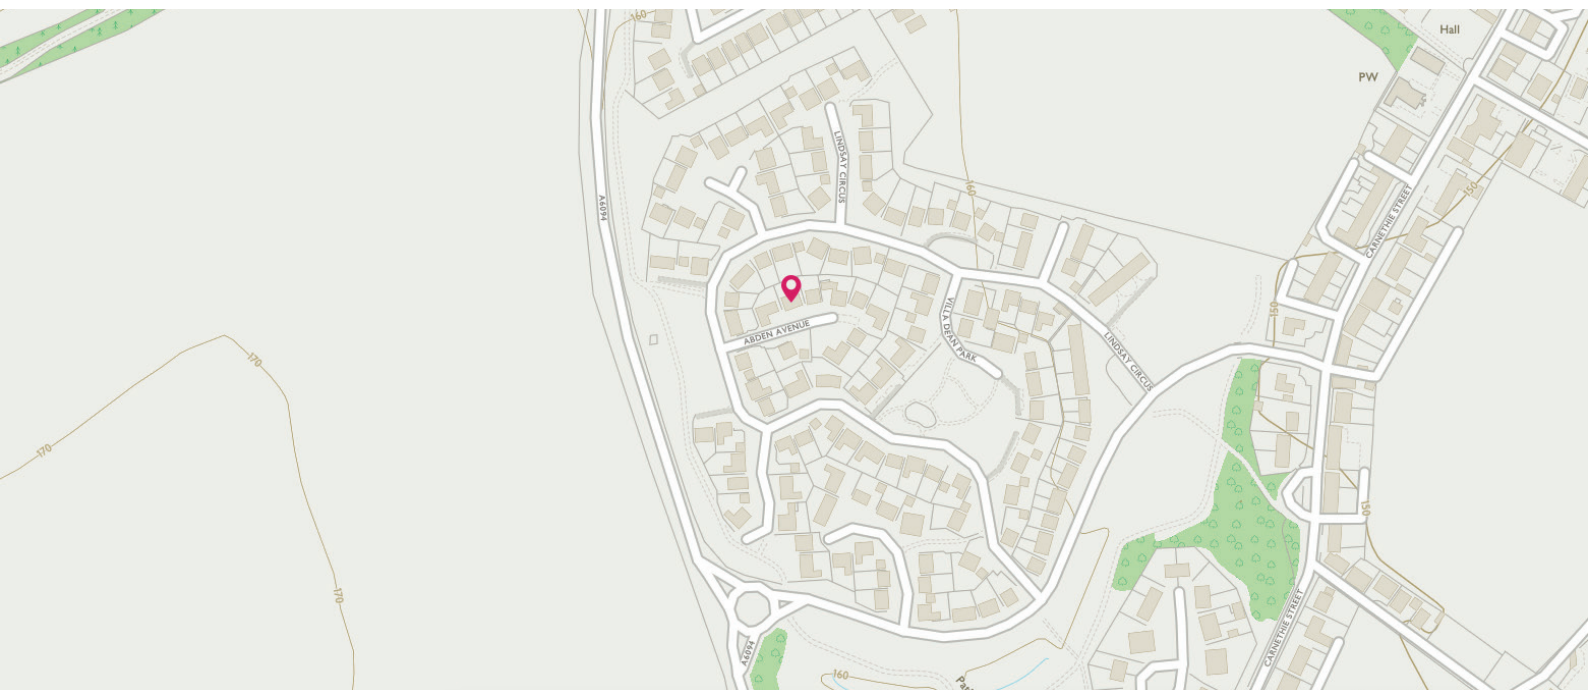 160
Hall
PW
LINDSAY CIRCUS
160
150
A6094
CARNETHIE STREET
VILLA DEAN PARK
150
ABDEN AVENUE
LINDSAY CIRCUS
170
170
150
170
CARNETHIE STREET
A6094
160